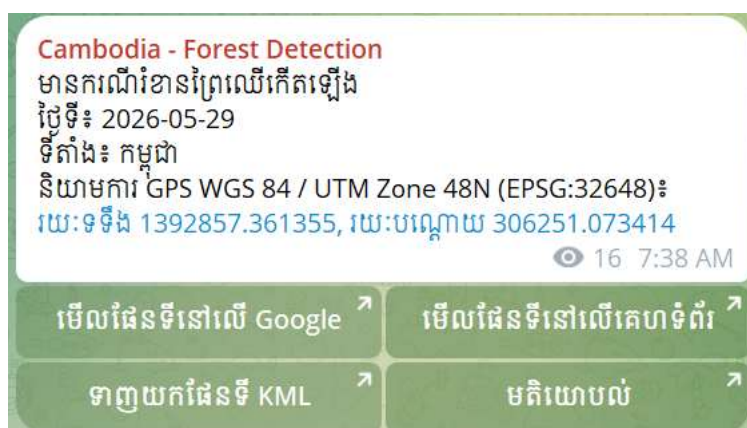 Cambodia - Forest Detection
មានករណីរំខានព្រៃឈើកើតឡើង
ថ្ងៃទី៖ 2026-05-29
ទីតាំង៖ កម្ពុជា
និយាមការ GPS WGS 84 / UTM Zone 48N (EPSG:32648)៖
រយៈទទឹង 1392857.361355, រយៈបណ្តោយ 306251.073414
16 7:38 AM
មើលផែនទីនៅលើ Google
មើលផែនទីនៅលើគេហទំព័រ
ទាញយកផែនទី KML
មតិយោបល់